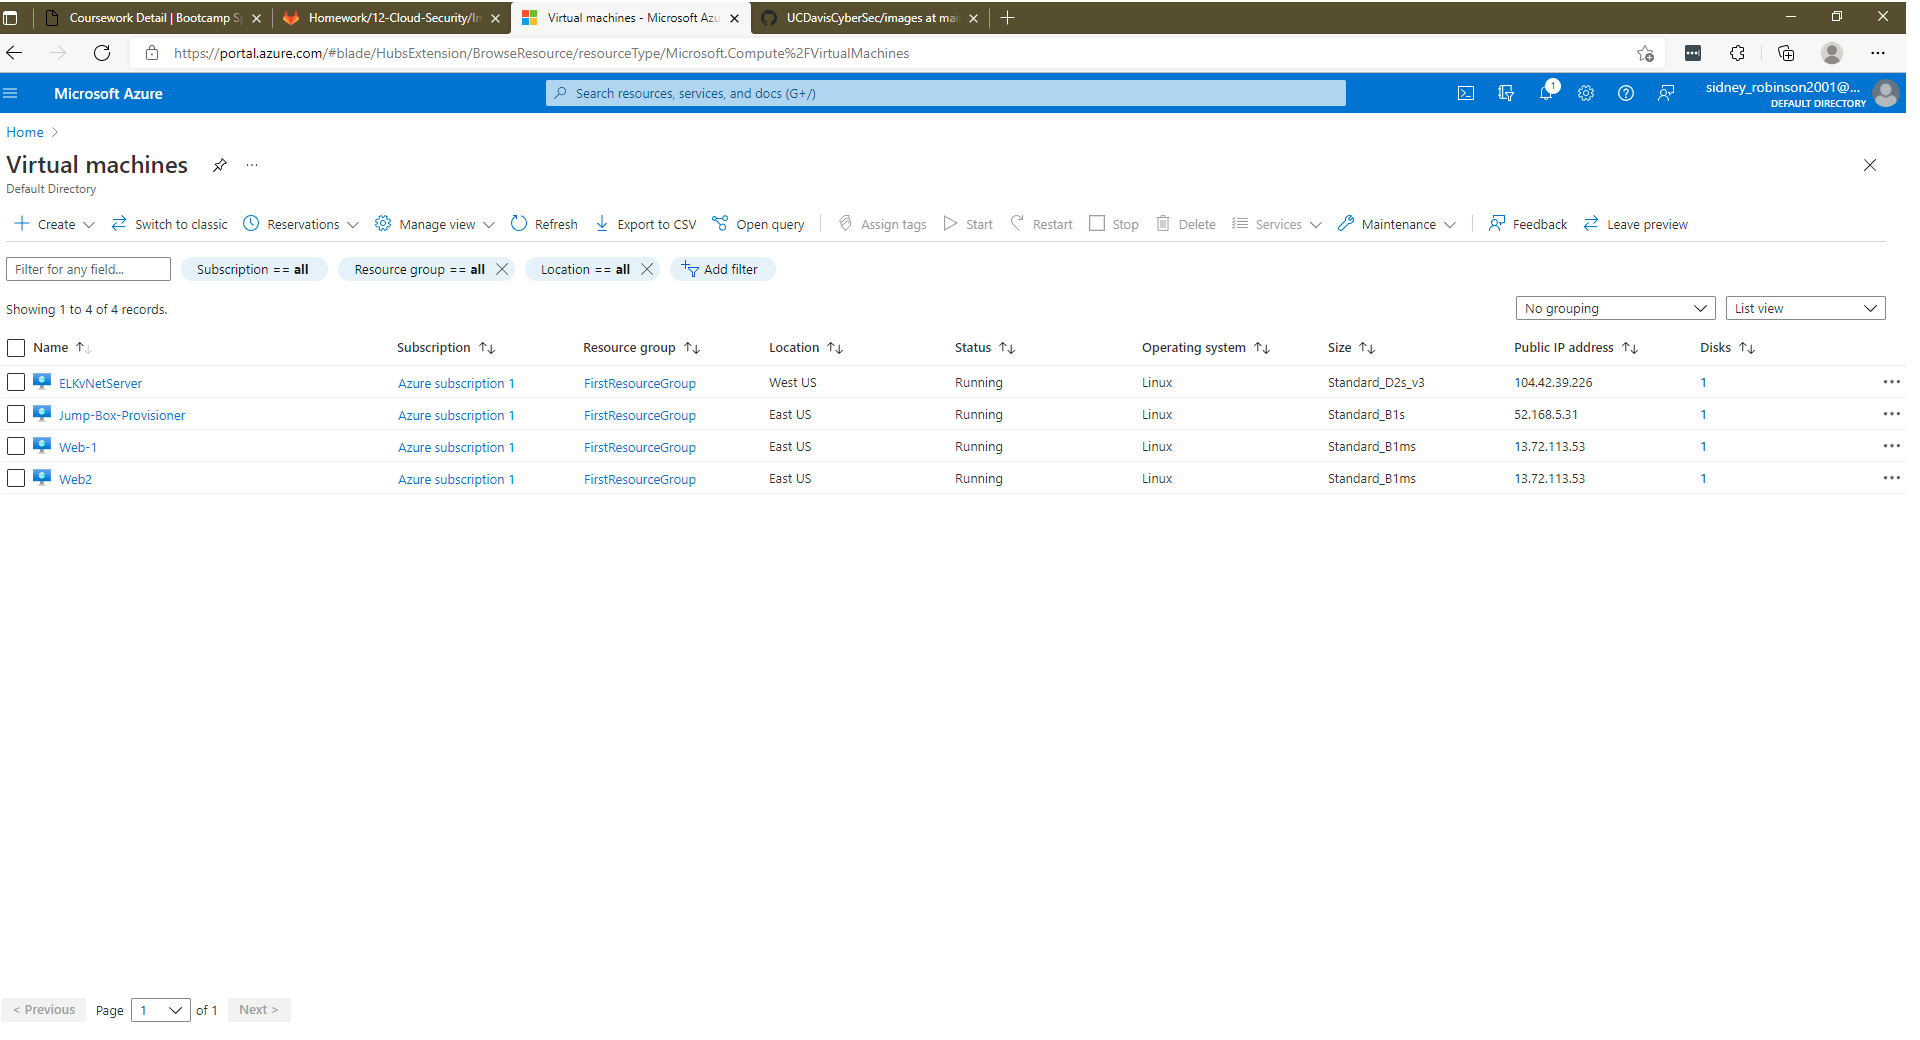 Coursework Detail | Bootcamp S
Homework/12-Cloud-Security/In
Virtual machines - Microsoft Azu
UCDavisCyberSec/images at mai
https://portal.azure.com/#blade/HubsExtension/BrowseResource/resourceType/Microsoft.Compute%2FVirtualMachines
Microsoft Azure
Search resources, services, and docs (G+/)
1
sidney_robinson2001@...
DEFAULT DIRECTORY
Home
Virtual machines
Default Directory
Create Switch to classic Reservations Manage view Refresh Export to CSV Open query Assign tags Start Restart Stop Delete Services Maintenance Feedback Leave preview
Filter for any field... Subscription == all Resource group == all Location == all Add filter
Showing 1 to 4 of 4 records. No grouping List view
Name Subscription Resource group Location Status Operating system Size Public IP address Disks
ELKvNetServer Azure subscription 1 FirstResourceGroup West US Running Linux Standard_D2s_v3 104.42.39.226 1
Jump-Box-Provisioner Azure subscription 1 FirstResourceGroup East US Running Linux Standard_B1s 52.168.5.31 1
Web-1 Azure subscription 1 FirstResourceGroup East US Running Linux Standard_B1ms 13.72.113.53 1
Web2 Azure subscription 1 FirstResourceGroup East US Running Linux Standard_B1ms 13.72.113.53 1
< Previous Page 1 of 1 Next >